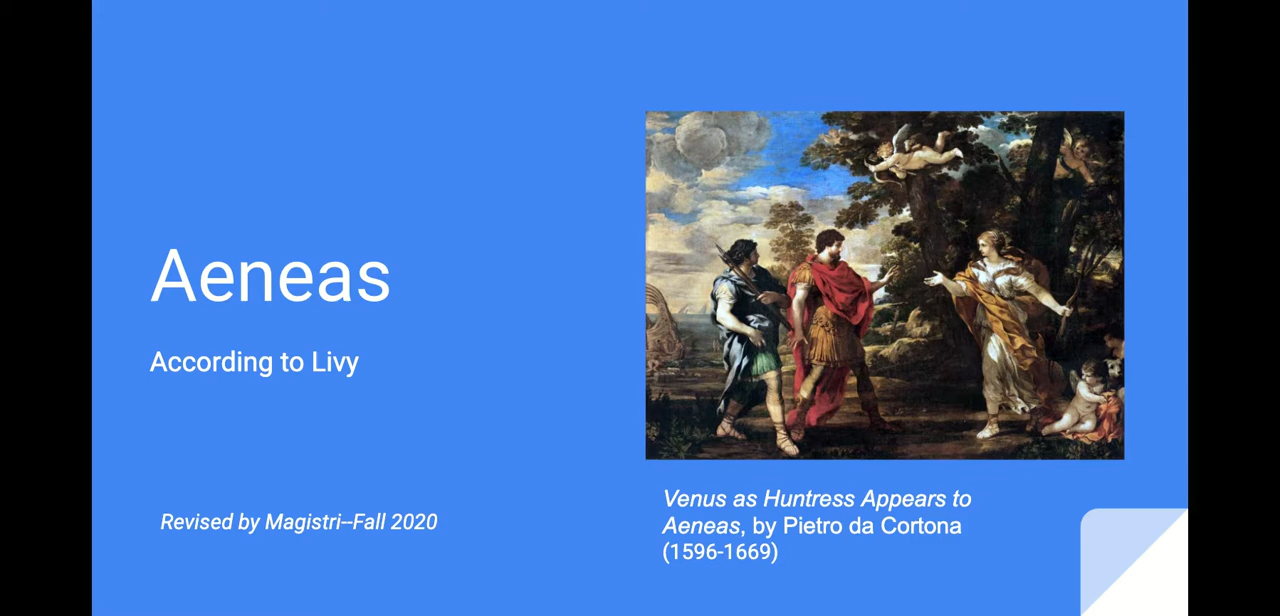 Aeneas
According to Livy
Revised by Magistri--Fall 2020
Venus as Huntress Appears to
Aeneas, by Pietro da Cortona
(1596-1669)